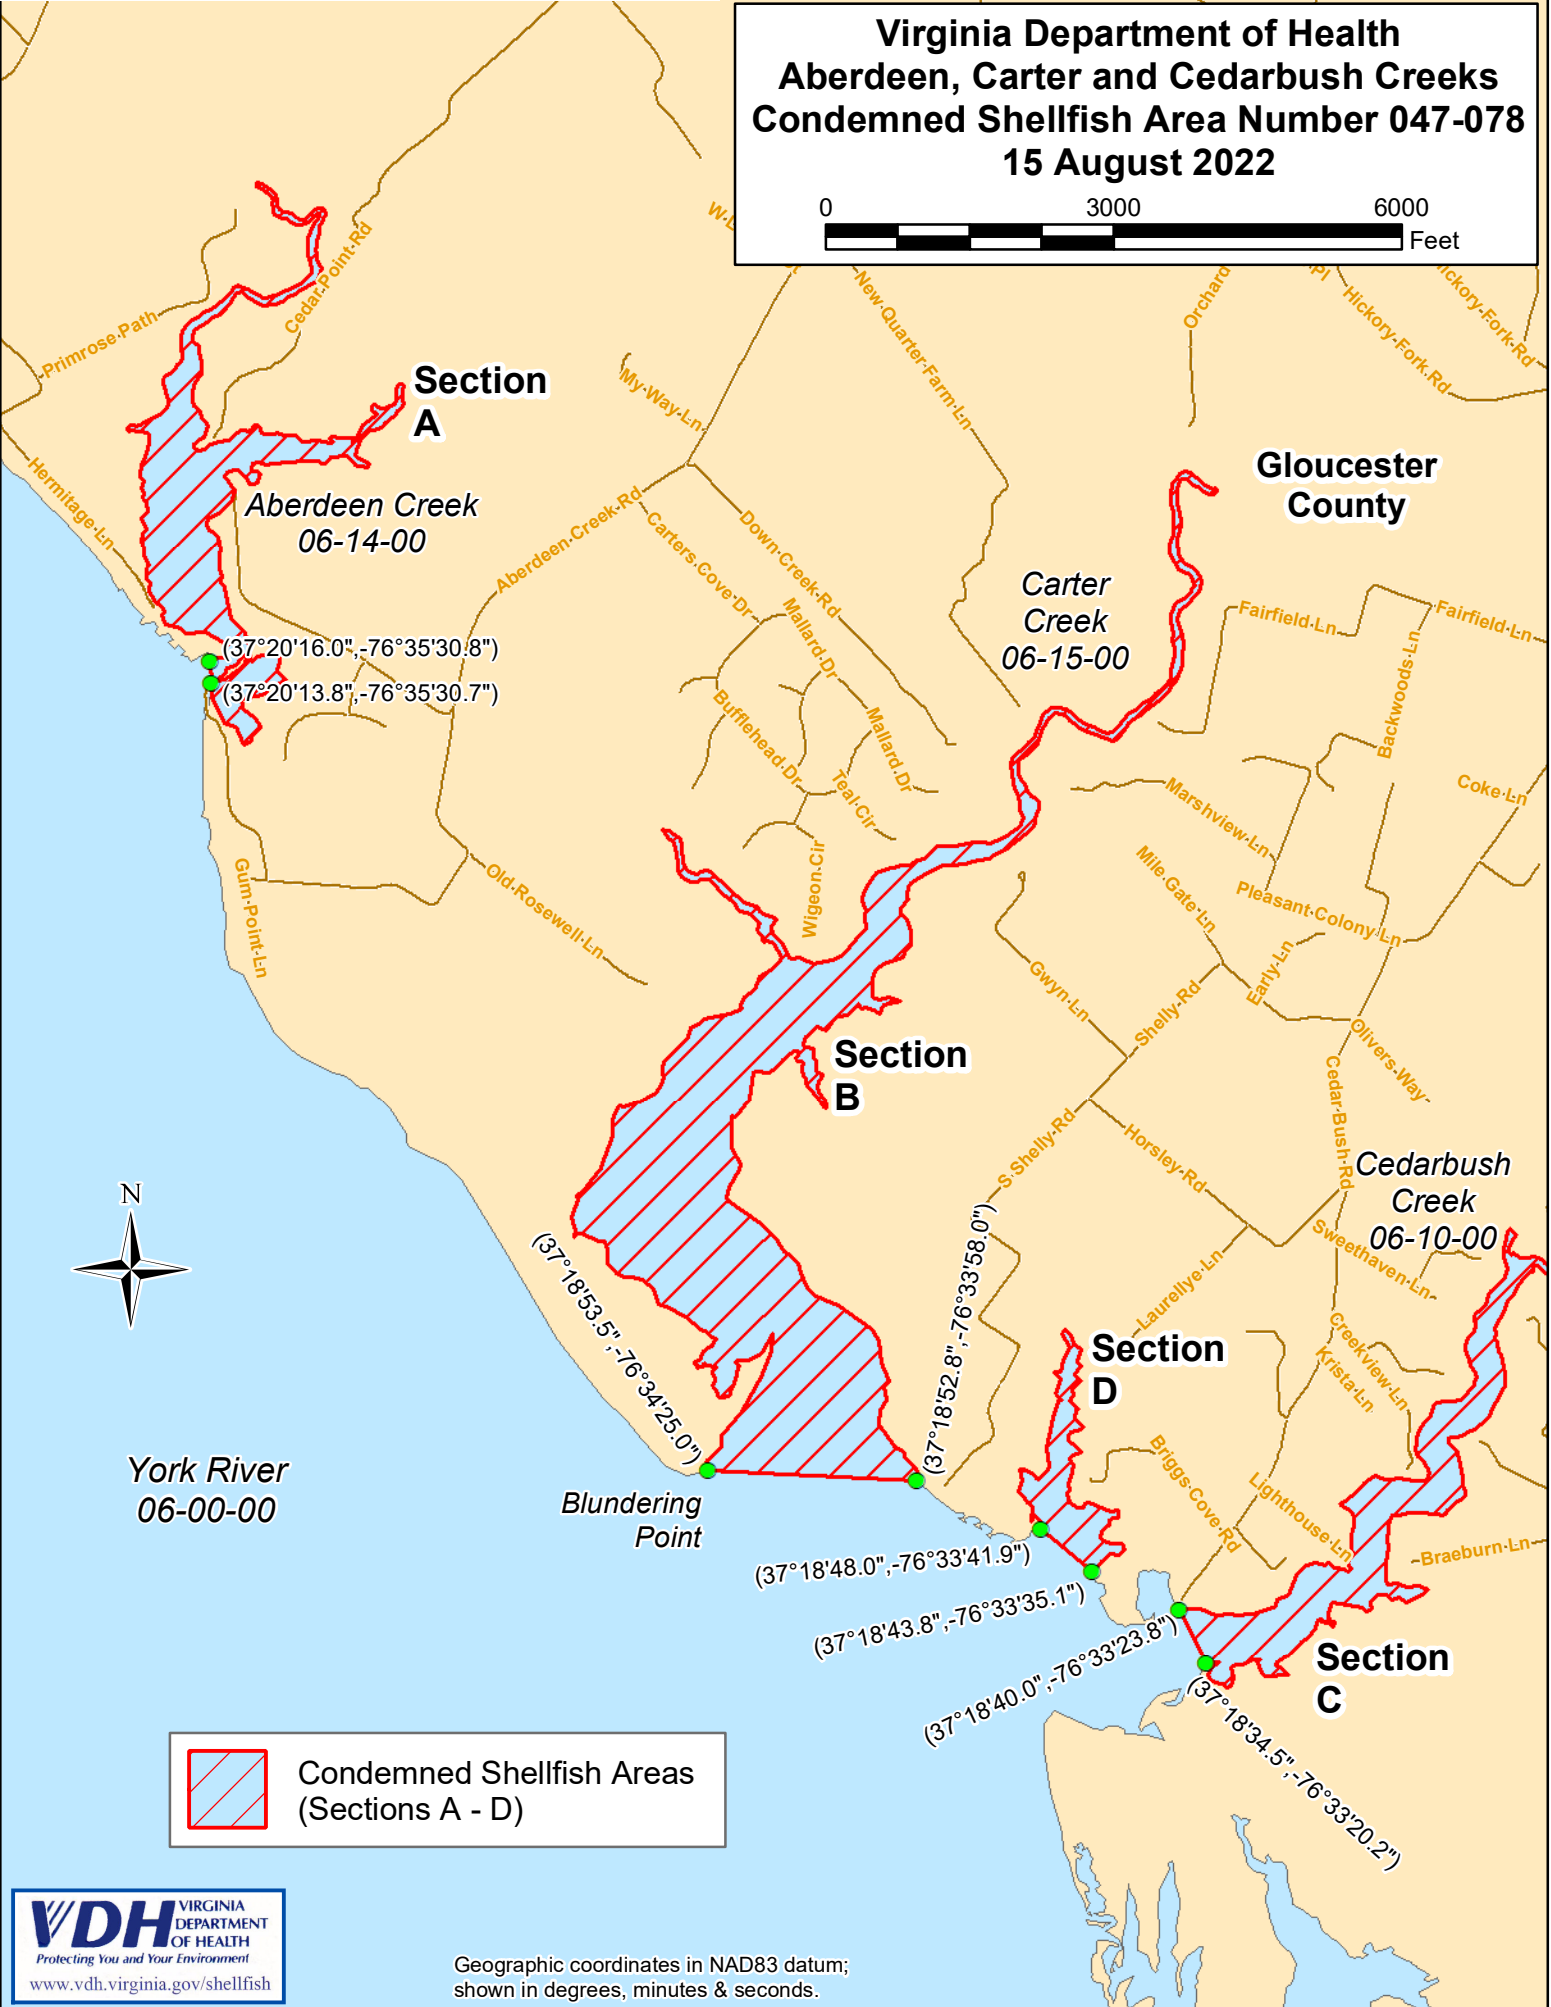 Virginia Department of Health
Aberdeen, Carter and Cedarbush Creeks
Condemned Shellfish Area Number 047-078
15 August 2022
0 3000 6000
Feet
Cedar Point Rd
Primrose Path
Hermitage Ln
Section
A
Aberdeen Creek
06-14-00
(37°20'16.0",-76°35'30.8")
(37°20'13.8",-76°35'30.7")
My Way Ln
New Quarter Farm Ln
Orchard
Pl
Hickory Fork Rd
Hickory Fork Rd
Gloucester
County
Aberdeen Creek Rd
Carters Cove Dr
Down Creek Rd
Mallard Dr
Mallard Dr
Bufflehead Dr
Teal Cir
Wigeon Cir
Carter
Creek
06-15-00
Fairfield Ln
Fairfield Ln
Backwoods Ln
Coke Ln
Marshview Ln
Mile Gate Ln
Pleasant Colony Ln
Early Ln
Gum Point Ln
Old Rosewell Ln
Gwyn Ln
Shelly Rd
Olivers Way
Section
B
Cedar Bush Rd
S Shelly Rd
Horsley Rd
Cedarbush
Creek
06-10-00
Sweethaven Ln
Laurellye Ln
Creekview Ln
Krista Ln
N
(37°18'53.5",-76°34'25.0")
(37°18'52.8",-76°33'58.0")
Section
D
York River
06-00-00
Blundering
Point
Briggs Cove Rd
Lighthouse Ln
Braeburn Ln
(37°18'48.0",-76°33'41.9")
(37°18'43.8",-76°33'35.1")
(37°18'40.0",-76°33'23.8")
(37°18'34.5",-76°33'20.2")
Section
C
Condemned Shellfish Areas
(Sections A - D)
VDH
VIRGINIA
DEPARTMENT
OF HEALTH
Protecting You and Your Environment
www.vdh.virginia.gov/shellfish
Geographic coordinates in NAD83 datum;
shown in degrees, minutes & seconds.